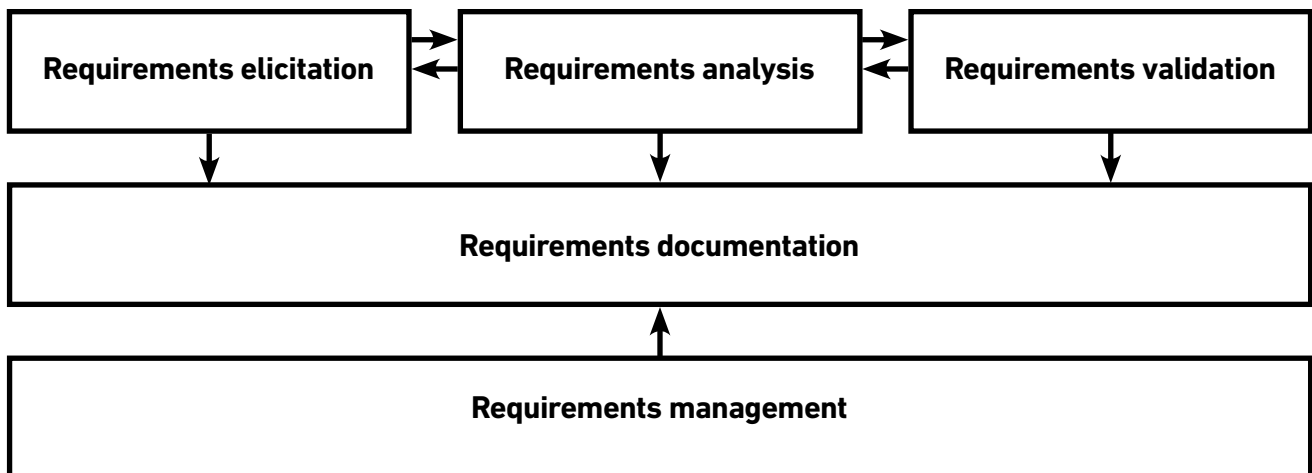 Requirements elicitation
Requirements analysis
Requirements validation
Requirements documentation
Requirements management